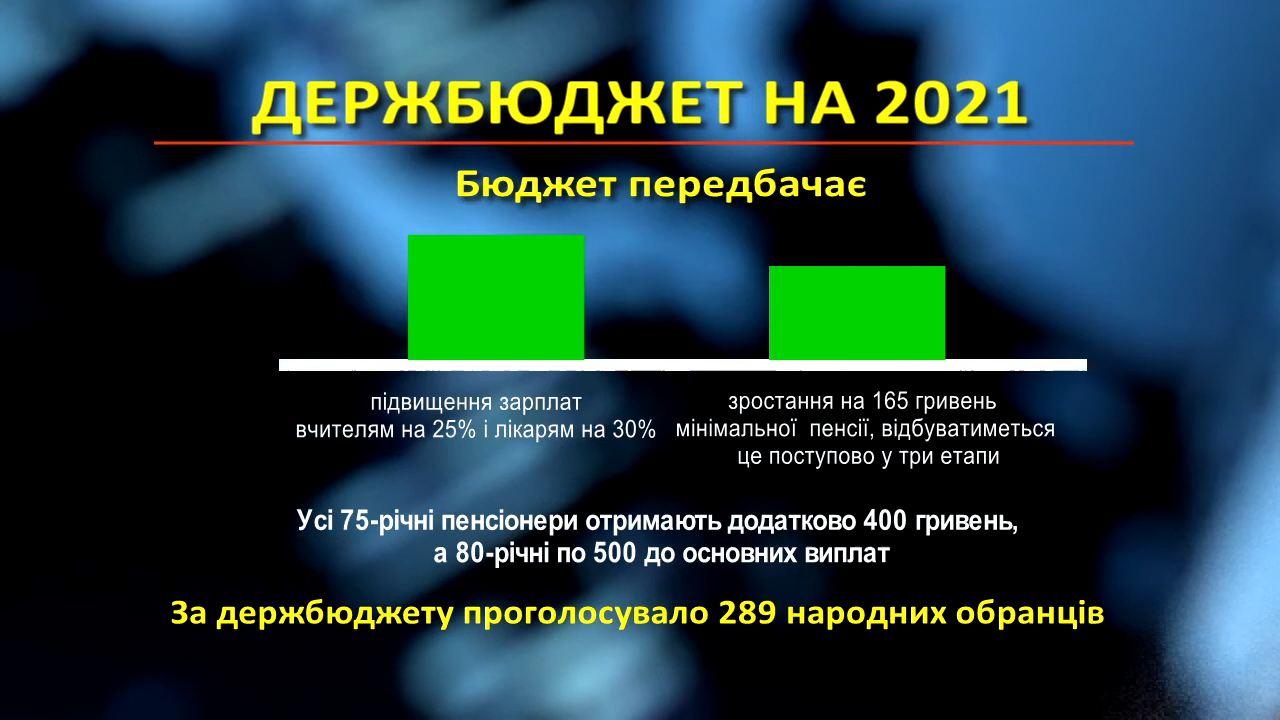 ДЕРЖБЮДЖЕТ НА 2021
Бюджет передбачає
підвищення зарплат
вчителям на 25% і лікарям на 30%
зростання на 165 гривень
мінімальної пенсії, відбуватиметься
це поступово у три етапи
Усі 75-річні пенсіонери отримають додатково 400 гривень,
а 80-річні по 500 до основних виплат
За держбюджету проголосувало 289 народних обранців